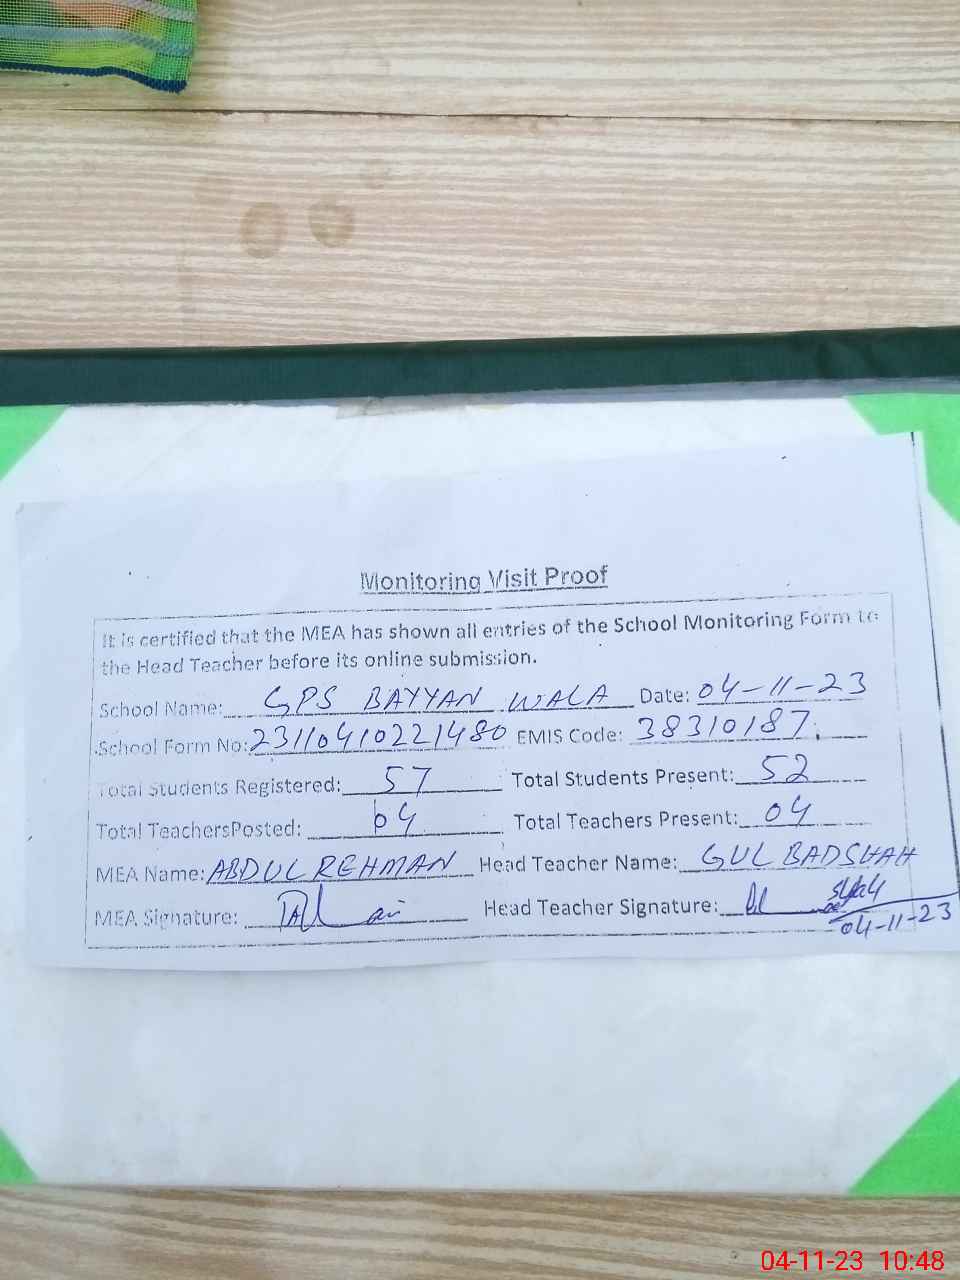 Monitoring Visit Proof
It is certified that the MEA has shown all entries of the School Monitoring Form to
the Head Teacher before its online submission.
School Name: GPS BAYYAN WALA Date: 04-11-23
School Form No: 23110410221480 EMIS Code: 38310187
Total Students Registered: 57 Total Students Present: 52
Total TeachersPosted: 04 Total Teachers Present: 04
MEA Name: ABDUL REHMAN Head Teacher Name: GUL BADSHAH
MEA Signature: Head Teacher Signature:
04-11-23
04-11-23 10:48